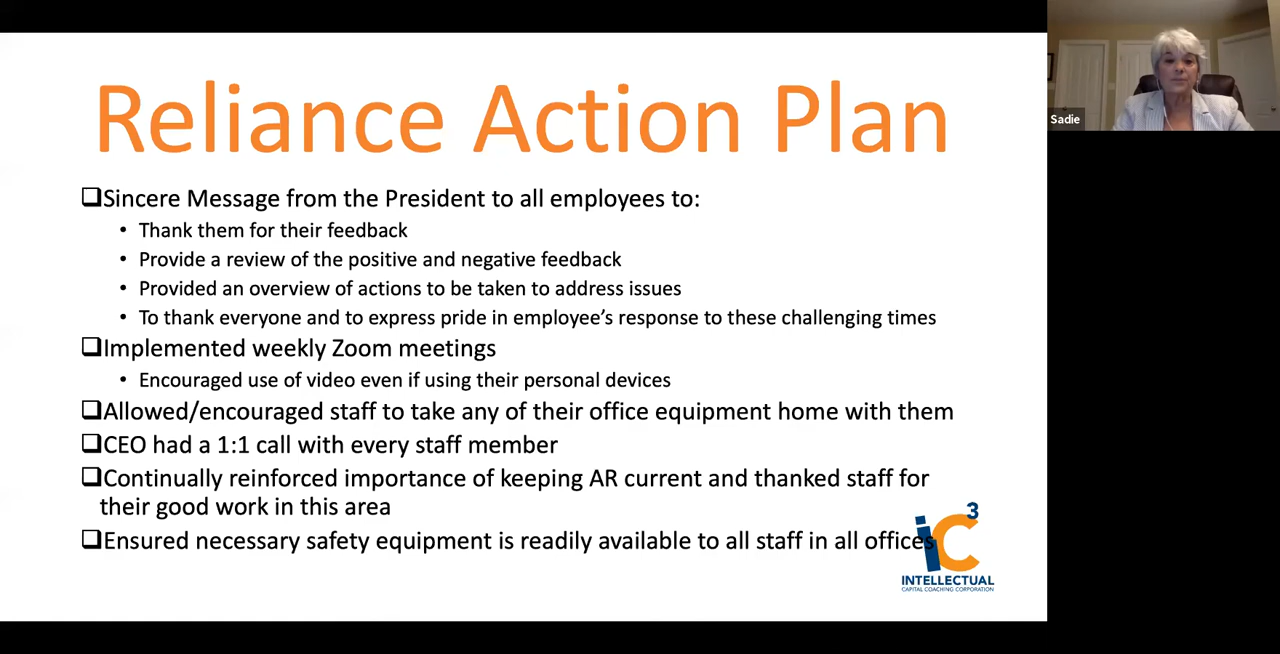 Reliance Action Plan
Sadie
❑Sincere Message from the President to all employees to:
• Thank them for their feedback
• Provide a review of the positive and negative feedback
• Provided an overview of actions to be taken to address issues
• To thank everyone and to express pride in employee’s response to these challenging times
❑Implemented weekly Zoom meetings
• Encouraged use of video even if using their personal devices
❑Allowed/encouraged staff to take any of their office equipment home with them
❑CEO had a 1:1 call with every staff member
❑Continually reinforced importance of keeping AR current and thanked staff for
their good work in this area
❑Ensured necessary safety equipment is readily available to all staff in all offices
iC3
INTELLECTUAL
CAPITAL COACHING CORPORATION